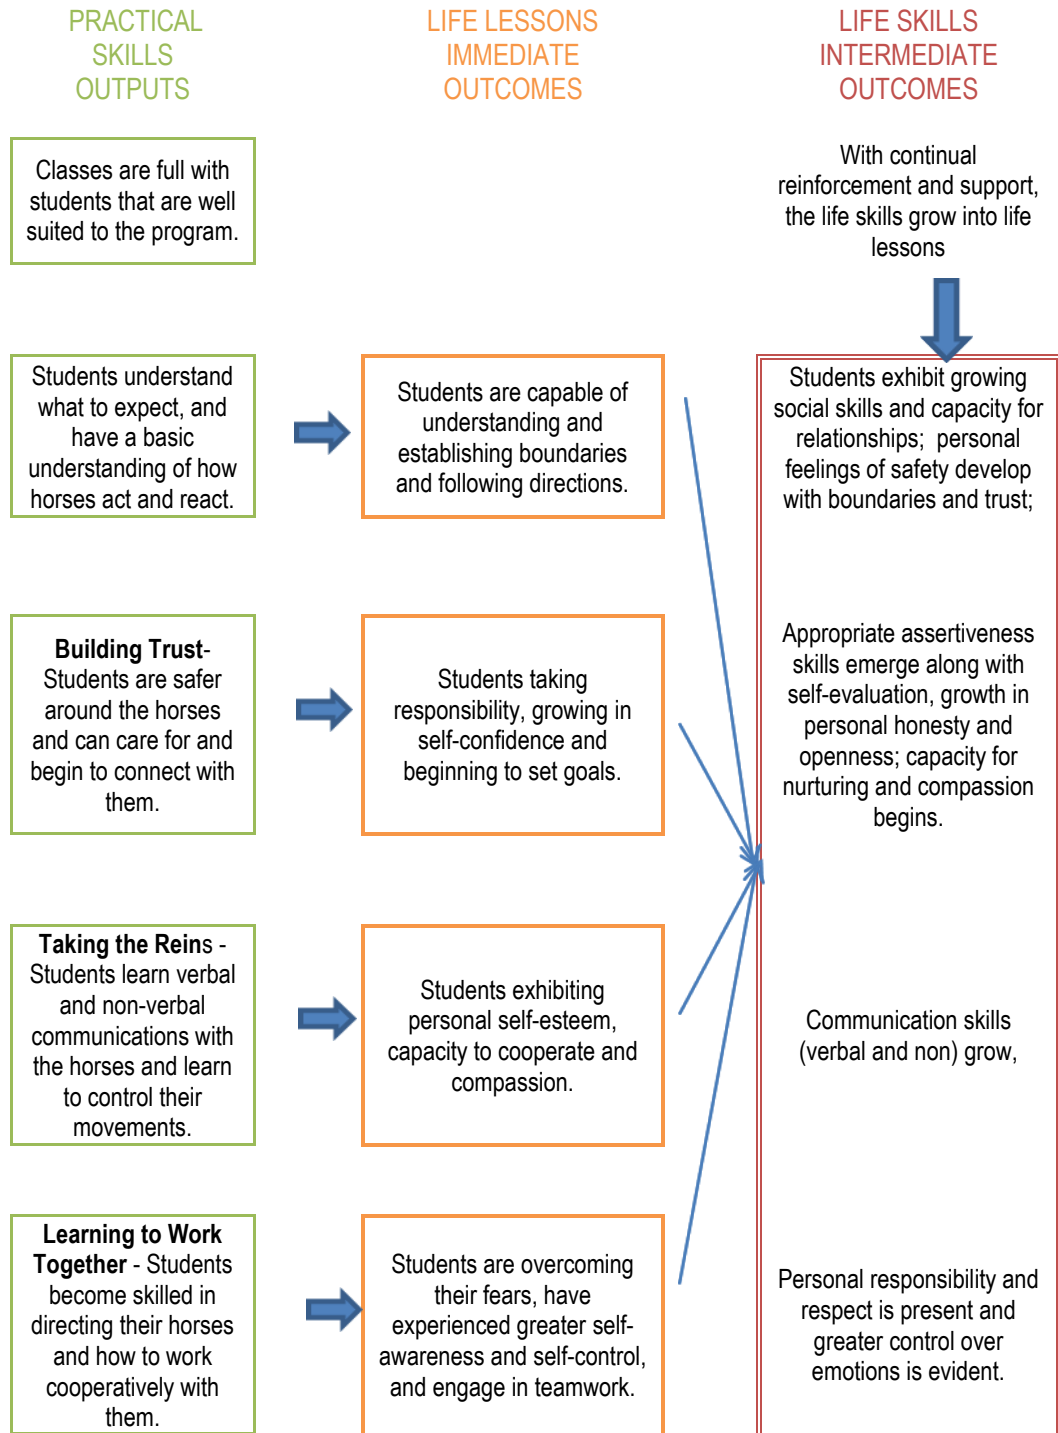 PRACTICAL
SKILLS
OUTPUTS
LIFE LESSONS
IMMEDIATE
OUTCOMES
LIFE SKILLS
INTERMEDIATE
OUTCOMES
Classes are full with
students that are well
suited to the program.
With continual
reinforcement and support,
the life skills grow into life
lessons
Students understand
what to expect, and
have a basic
understanding of how
horses act and react.
Students are capable of
understanding and
establishing boundaries
and following directions.
Students exhibit growing
social skills and capacity for
relationships;  personal
feelings of safety develop
with boundaries and trust;
Building Trust-
Students are safer
around the horses
and can care for and
begin to connect with
them.
Students taking
responsibility, growing in
self-confidence and
beginning to set goals.
Appropriate assertiveness
skills emerge along with
self-evaluation, growth in
personal honesty and
openness; capacity for
nurturing and compassion
begins.
Taking the Reins -
Students learn verbal
and non-verbal
communications with
the horses and learn
to control their
movements.
Students exhibiting
personal self-esteem,
capacity to cooperate and
compassion.
Communication skills
(verbal and non) grow,
Learning to Work
Together - Students
become skilled in
directing their horses
and how to work
cooperatively with
them.
Students are overcoming
their fears, have
experienced greater self-
awareness and self-control,
and engage in teamwork.
Personal responsibility and
respect is present and
greater control over
emotions is evident.